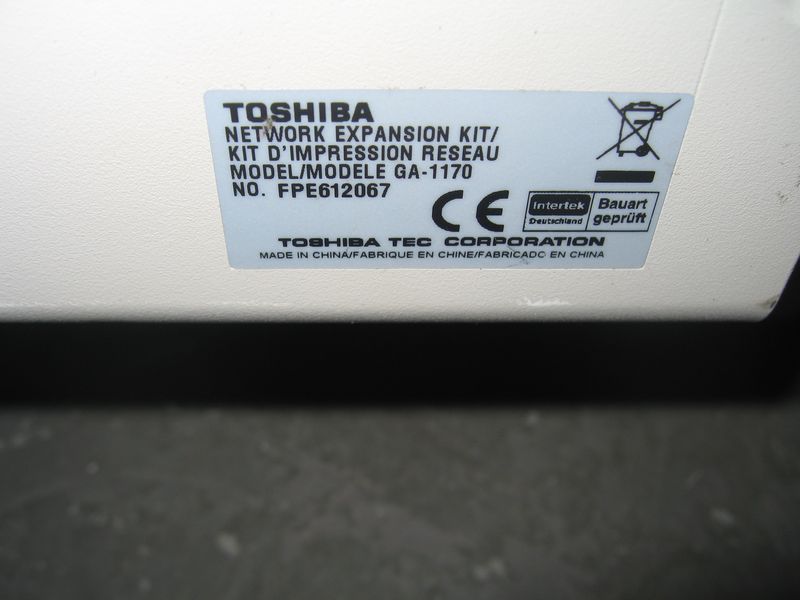 TOSHIBA
NETWORK EXPANSION KIT/
KIT D'IMPRESSION RESEAU
MODEL/MODELE GA-1170
NO. FPE612067
CE
Intertek
Deutschland
Bauart
geprüft
TOSHIBA TEC CORPORATION
MADE IN CHINA/FABRIQUE EN CHINE/FABRICADO EN CHINA